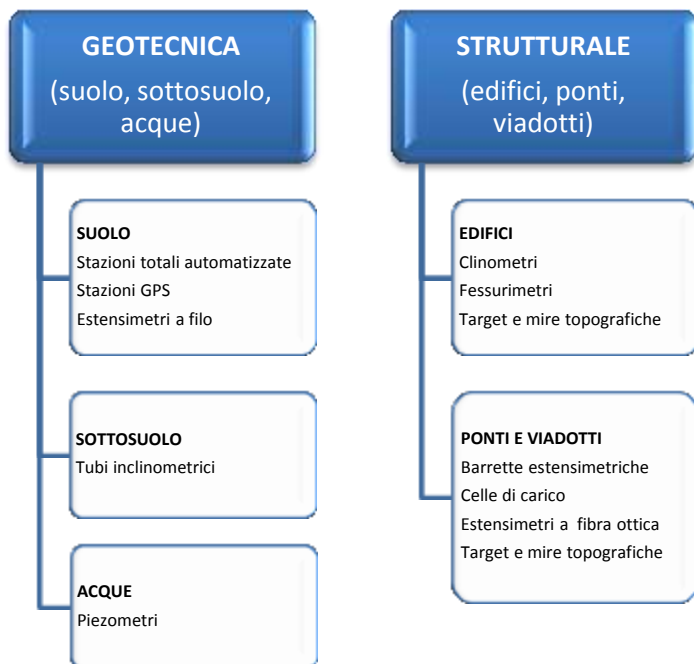 GEOTECNICA
(suolo, sottosuolo,
acque)
SUOLO
Stazioni totali automatizzate
Stazioni GPS
Estensimetri a filo
SOTTOSUOLO
Tubi inclinometrici
ACQUE
Piezometri
STRUTTURALE
(edifici, ponti,
viadotti)
EDIFICI
Clinometri
Fessurimetri
Target e mire topografiche
PONTI E VIADOTTI
Barrette estensimetriche
Celle di carico
Estensimetri a fibra ottica
Target e mire topografiche